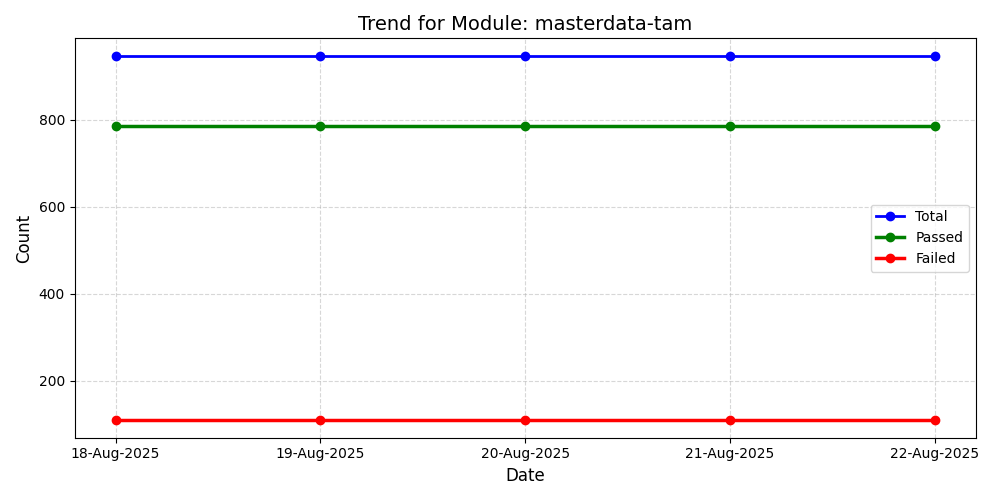 Trend for Module: masterdata-tam
Count
800
600
400
200
Total
Passed
Failed
18-Aug-2025
19-Aug-2025
20-Aug-2025
21-Aug-2025
22-Aug-2025
Date